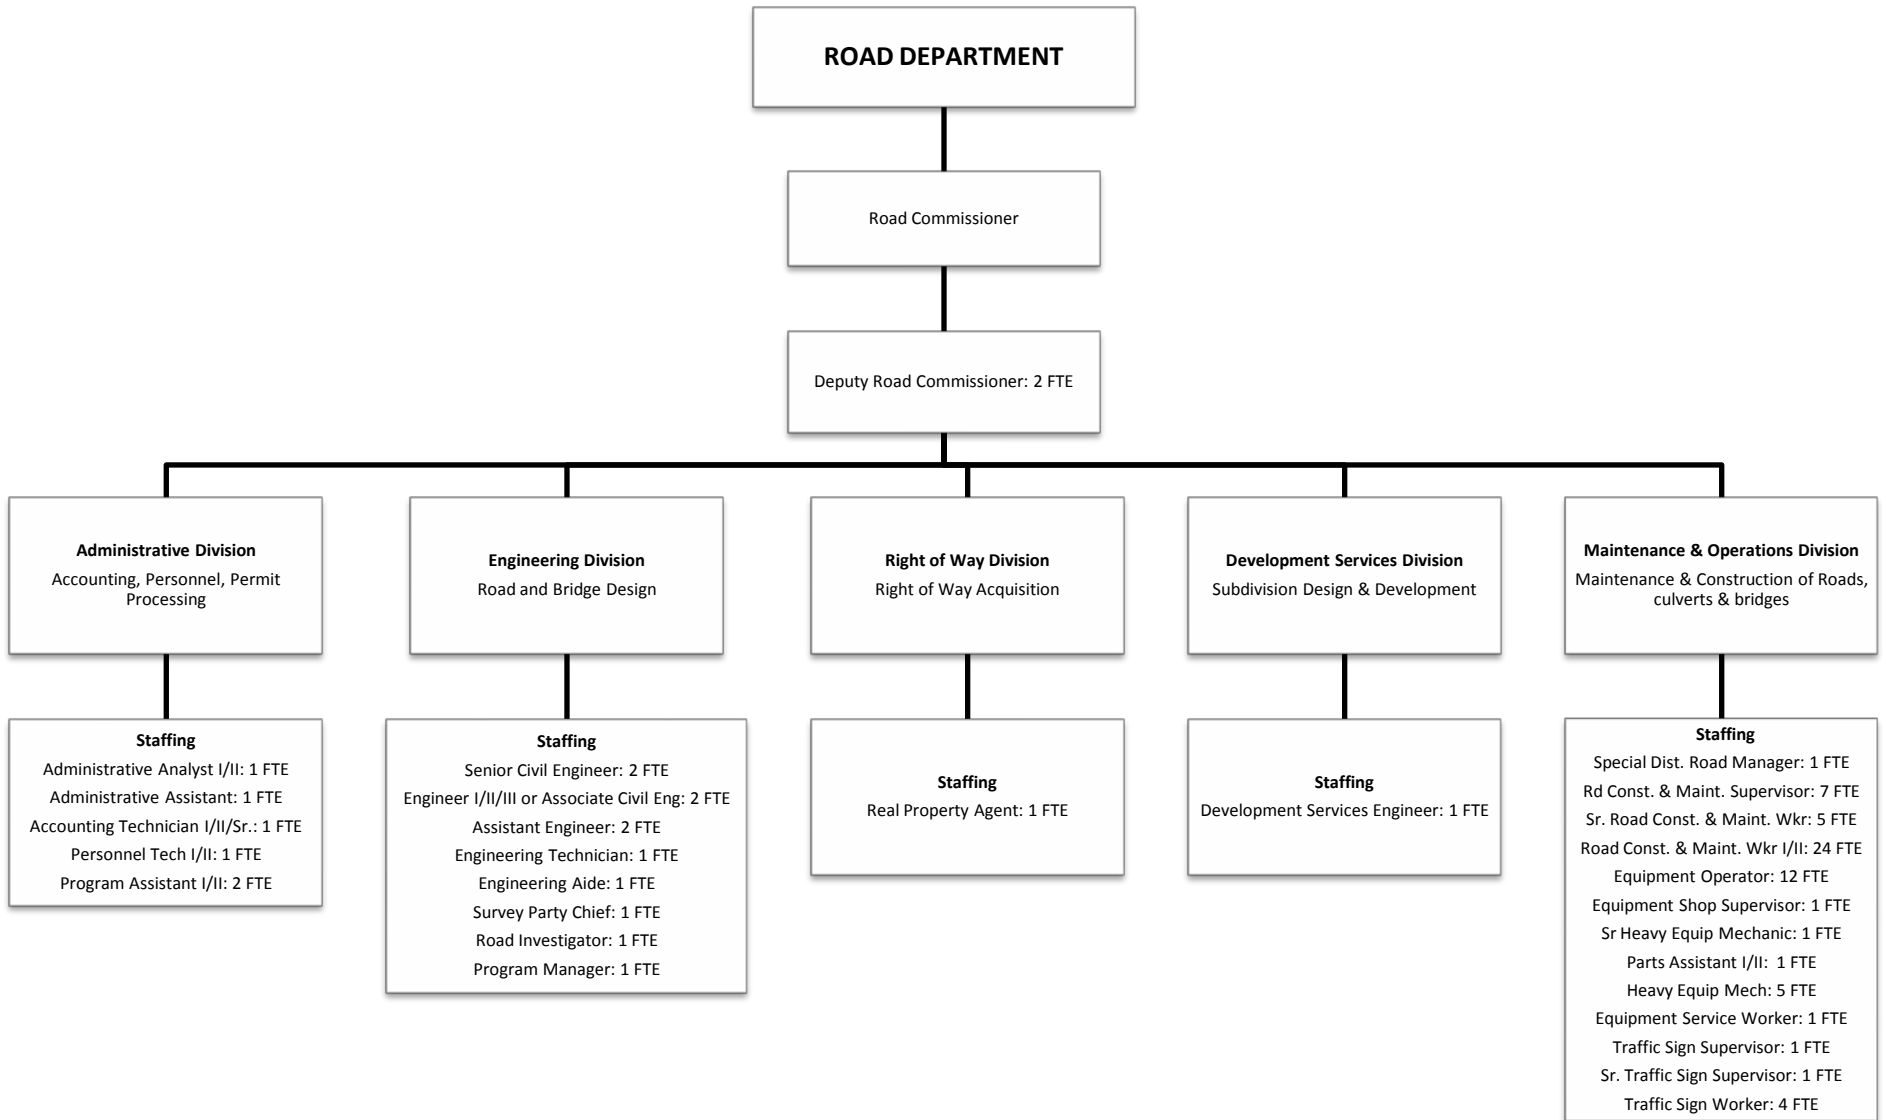 ROAD DEPARTMENT
Road Commissioner
Deputy Road Commissioner: 2 FTE
Administrative Division
Accounting, Personnel, Permit
Processing
Engineering Division
Road and Bridge Design
Right of Way Division
Right of Way Acquisition
Development Services Division
Subdivision Design & Development
Maintenance & Operations Division
Maintenance & Construction of Roads,
culverts & bridges
Staffing
Administrative Analyst I/II: 1 FTE
Administrative Assistant: 1 FTE
Accounting Technician I/II/Sr.: 1 FTE
Personnel Tech I/II: 1 FTE
Program Assistant I/II: 2 FTE
Staffing
Senior Civil Engineer: 2 FTE
Engineer I/II/III or Associate Civil Eng: 2 FTE
Assistant Engineer: 2 FTE
Engineering Technician: 1 FTE
Engineering Aide: 1 FTE
Survey Party Chief: 1 FTE
Road Investigator: 1 FTE
Program Manager: 1 FTE
Staffing
Real Property Agent: 1 FTE
Staffing
Development Services Engineer: 1 FTE
Staffing
Special Dist. Road Manager: 1 FTE
Rd Const. & Maint. Supervisor: 7 FTE
Sr. Road Const. & Maint. Wkr: 5 FTE
Road Const. & Maint. Wkr I/II: 24 FTE
Equipment Operator: 12 FTE
Equipment Shop Supervisor: 1 FTE
Sr Heavy Equip Mechanic: 1 FTE
Parts Assistant I/II: 1 FTE
Heavy Equip Mech: 5 FTE
Equipment Service Worker: 1 FTE
Traffic Sign Supervisor: 1 FTE
Sr. Traffic Sign Supervisor: 1 FTE
Traffic Sign Worker: 4 FTE